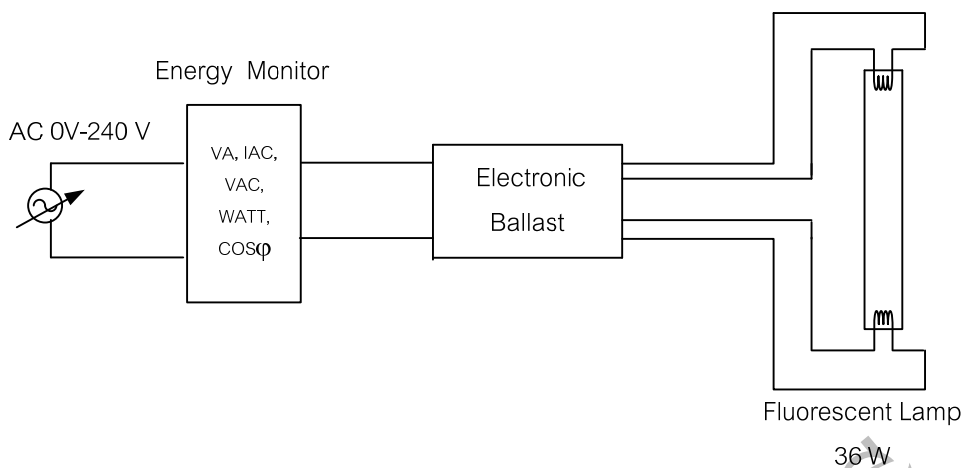 Energy Monitor
AC 0V-240 V
VA, IAC,
VAC,
WATT,
COSφ
Electronic
Ballast
Fluorescent Lamp
36 W